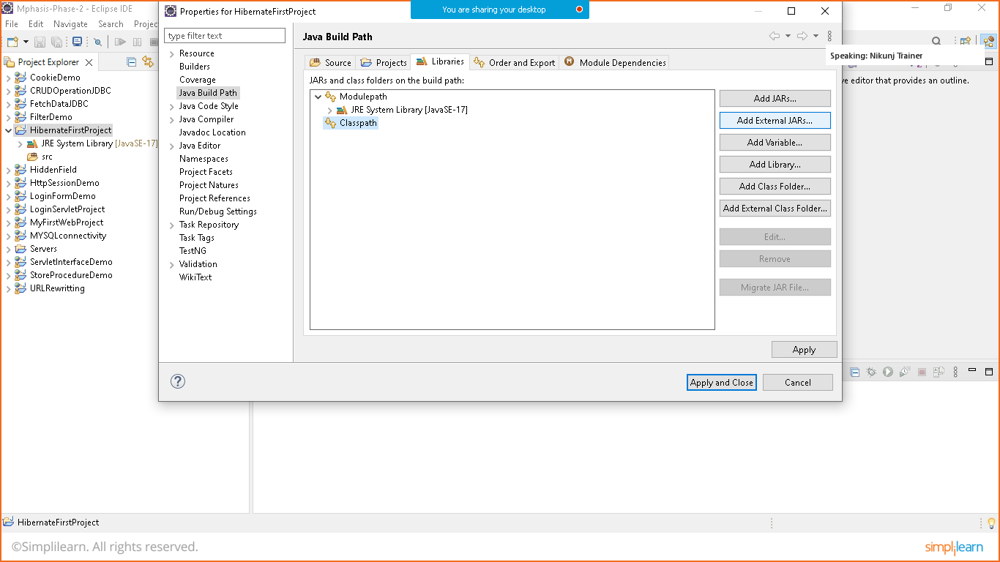 Mphasis-Phase-2 - Eclipse IDE
File Edit Navigate Search Projec
Project Explorer
CookieDemo
CRUDOperationJDBC
FetchDataJDBC
FilterDemo
HibernateFirstProject
JRE System Library [JavaSE-17]
src
HiddenField
HttpSessionDemo
LoginFormDemo
LoginServletProject
MyFirstWebProject
MYSQLconnectivity
Servers
ServletInterfaceDemo
StoreProcedureDemo
URLRewritting
Properties for HibernateFirstProject
You are sharing your desktop
type filter text
Resource
Builders
Coverage
Java Build Path
Java Code Style
Java Compiler
Javadoc Location
Java Editor
Namespaces
Project Facets
Project Natures
Project References
Run/Debug Settings
Task Repository
Task Tags
TestNG
Validation
WikiText
Java Build Path
Source Projects Libraries Order and Export Module Dependencies
JARs and class folders on the build path:
Modulepath
JRE System Library [JavaSE-17]
Classpath
Add JARs...
Add External JARs...
Add Variable...
Add Library...
Add Class Folder...
Add External Class Folder...
Edit...
Remove
Migrate JAR File...
Apply
Apply and Close
Cancel
Speaking: Nikunj Trainer
ve editor that provides an outline.
HibernateFirstProject
©Simplilearn. All rights reserved.
simplilearn